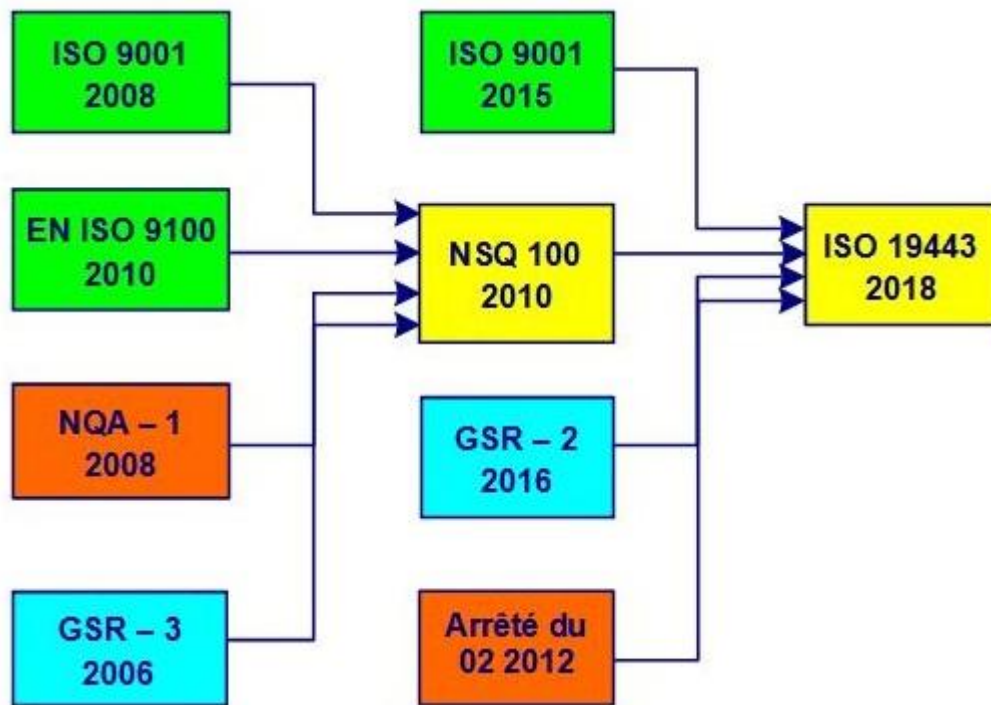 ISO 9001
2008
ISO 9001
2015
EN ISO 9100
2010
NSQ 100
2010
ISO 19443
2018
NQA – 1
2008
GSR – 2
2016
GSR – 3
2006
Arrêté du
02 2012